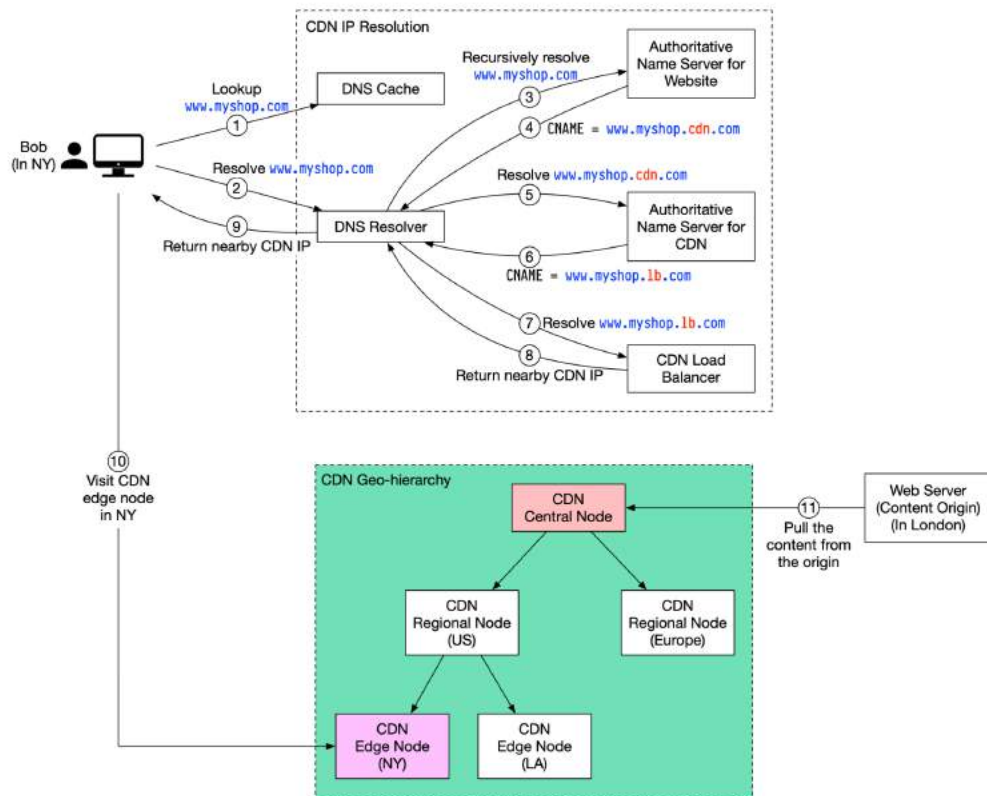 CDN IP Resolution
Authoritative
Name Server for
Website
Recursively resolve
www.myshop.com
3
DNS Cache
Lookup
www.myshop.com
1
4
CNAME = www.myshop.cdn.com
Bob
(In NY)
Resolve www.myshop.com
2
Resolve www.myshop.cdn.com
5
Authoritative
Name Server for
CDN
9
DNS Resolver
Return nearby CDN IP
6
CNAME = www.myshop.lb.com
7
Resolve www.myshop.lb.com
8
Return nearby CDN IP
CDN Load
Balancer
10
Visit CDN
edge node
in NY
CDN Geo-hierarchy
CDN
Central Node
11
Pull the
content from
the origin
Web Server
(Content Origin)
(In London)
CDN
Regional Node
(US)
CDN
Regional Node
(Europe)
CDN
Edge Node
(NY)
CDN
Edge Node
(LA)